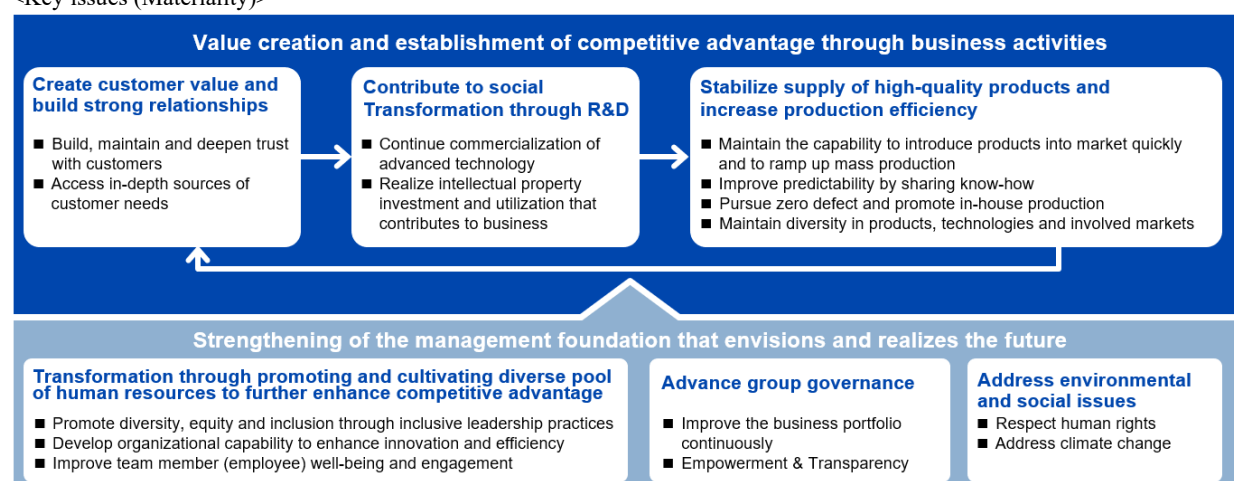 <Key issues (Materiality)>
Value creation and establishment of competitive advantage through business activities
Create customer value and
build strong relationships
■ Build, maintain and deepen trust
with customers
■ Access in-depth sources of
customer needs
Contribute to social
Transformation through R&D
■ Continue commercialization of
advanced technology
■ Realize intellectual property
investment and utilization that
contributes to business
Stabilize supply of high-quality products and
increase production efficiency
■ Maintain the capability to introduce products into market quickly
and to ramp up mass production
■ Improve predictability by sharing know-how
■ Pursue zero defect and promote in-house production
■ Maintain diversity in products, technologies and involved markets
Strengthening of the management foundation that envisions and realizes the future
Transformation through promoting and cultivating diverse pool
of human resources to further enhance competitive advantage
■ Promote diversity, equity and inclusion through inclusive leadership practices
■ Develop organizational capability to enhance innovation and efficiency
■ Improve team member (employee) well-being and engagement
Advance group governance
■ Improve the business portfolio
continuously
■ Empowerment & Transparency
Address environmental
and social issues
■ Respect human rights
■ Address climate change